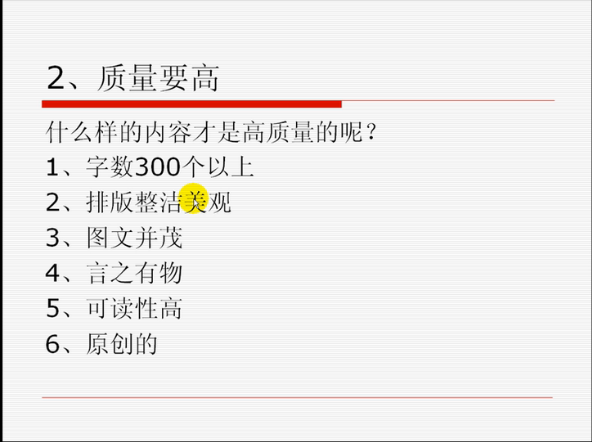 2、质量要高
什么样的内容才是高质量的呢？
1、字数300个以上
2、排版整洁美观
3、图文并茂
4、言之有物
5、可读性高
6、原创的